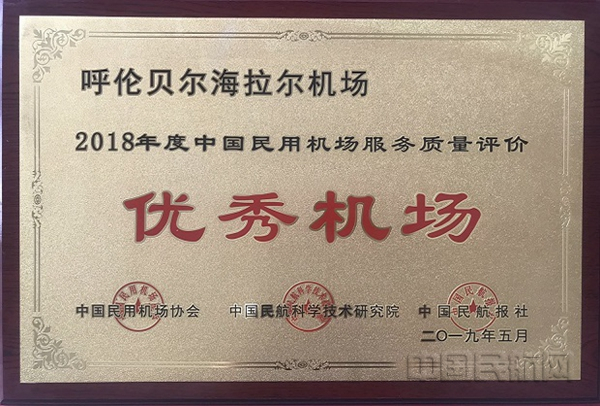 呼伦贝尔海拉尔机场
2018年度中国民用机场服务质量评价
优秀机场
中国民用机场协会 中国民航科学技术研究院 中国民航报社
二〇一九年五月
中国民航网